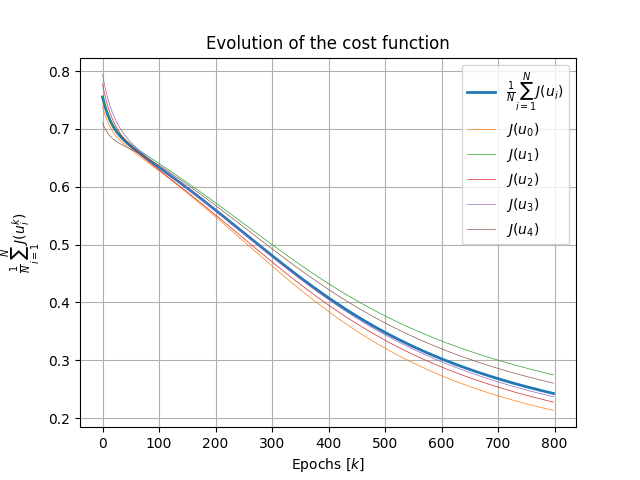 Evolution of the cost function
0.8
0.7
0.6
0.5
0.4
0.3
0.2
0 100 200 300 400 500 600 700 800
Epochs [k]
1/N ∑_{i=1}^{N} J(u_i^k)
1/N ∑_{i=1}^{N} J(u_i)
J(u_0)
J(u_1)
J(u_2)
J(u_3)
J(u_4)